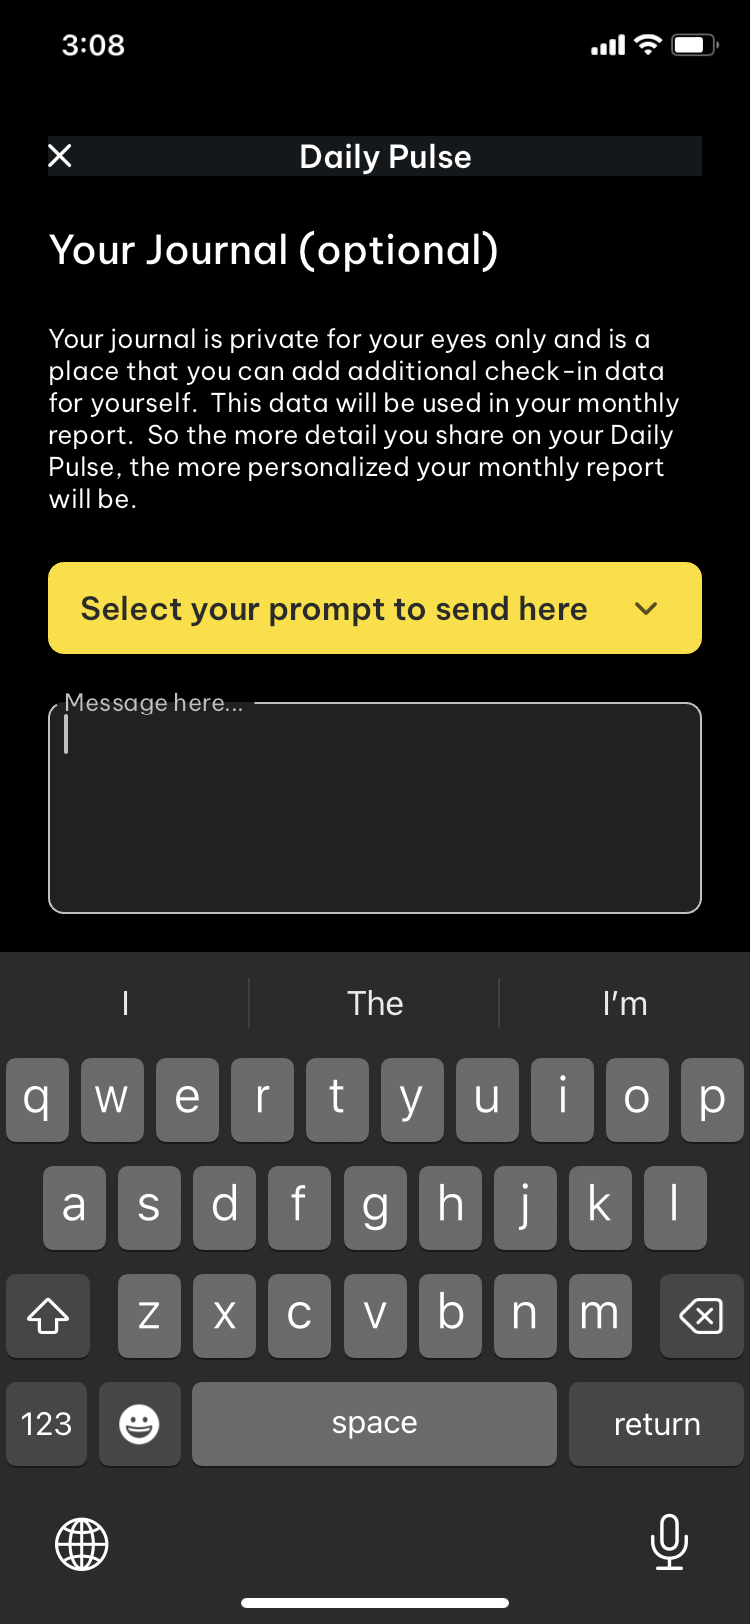 3:08
Daily Pulse
Your Journal (optional)
Your journal is private for your eyes only and is a
place that you can add additional check-in data
for yourself.  This data will be used in your monthly
report.  So the more detail you share on your Daily
Pulse, the more personalized your monthly report
will be.
Select your prompt to send here
Message here...
I The I'm
q w e r t y u i o p
a s d f g h j k l
z x c v b n m
123 space return